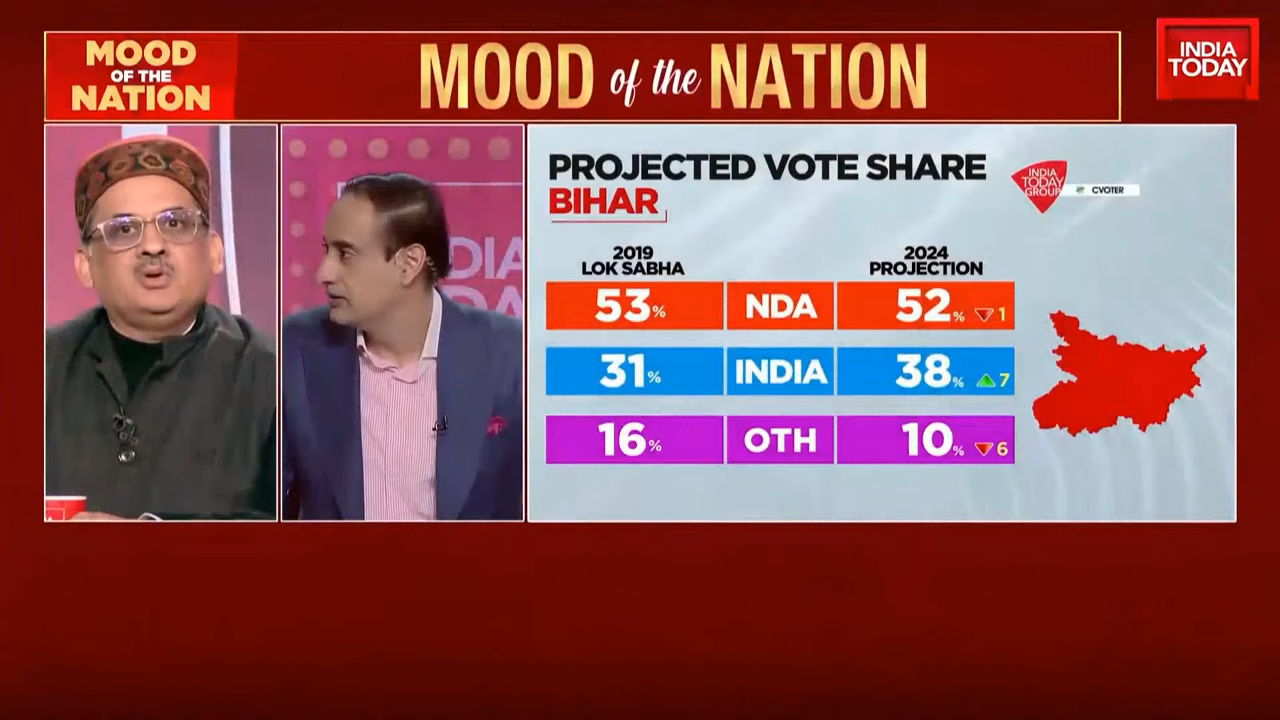 MOOD
OF THE
NATION
MOOD of the NATION
INDIA
TODAY
PROJECTED VOTE SHARE
BIHAR
INDIA
TODAY
GROUP
CVOTER
2019
LOK SABHA
2024
PROJECTION
53% NDA 52% 1
31% INDIA 38% 7
16% OTH 10% 6